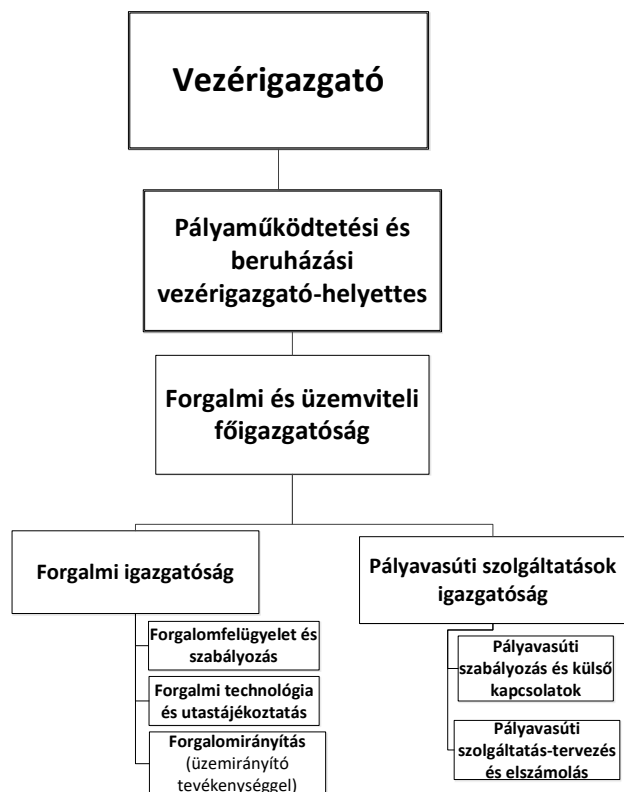 Vezérigazgató
Pályaműködtetési és
beruházási
vezérigazgató-helyettes
Forgalmi és üzemviteli
főigazgatóság
Forgalmi igazgatóság
Forgalomfelügyelet és
szabályozás
Forgalmi technológia
és utastájékoztatás
Forgalomirányítás
(üzemirányító
tevékenységgel)
Pályavasúti szolgáltatások
igazgatóság
Pályavasúti
szabályozás és külső
kapcsolatok
Pályavasúti
szolgáltatás-tervezés
és elszámolás